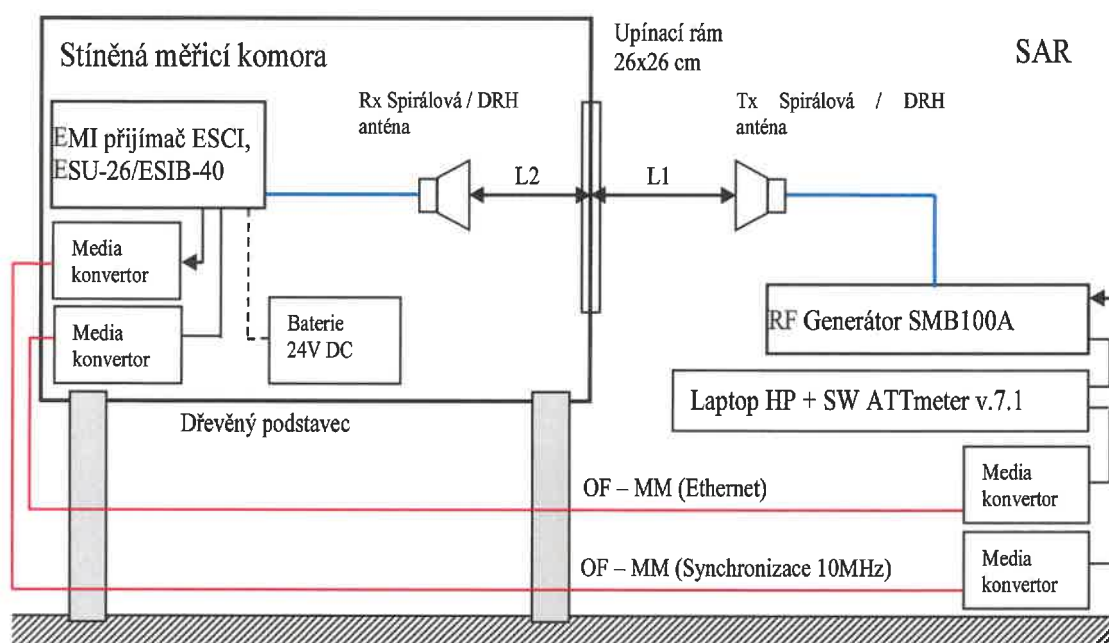 Stíněná měřicí komora
Upínací rám
26x26 cm
SAR
Rx Spirálová / DRH
anténa
Tx Spirálová / DRH
anténa
EMI přijímač ESCI,
ESU-26/ESIB-40
L2
L1
Media
konvertor
Media
konvertor
Baterie
24V DC
RF Generátor SMB100A
Laptop HP + SW ATTmeter v.7.1
Dřevěný podstavec
OF – MM (Ethernet)
Media
konvertor
OF – MM (Synchronizace 10MHz)
Media
konvertor